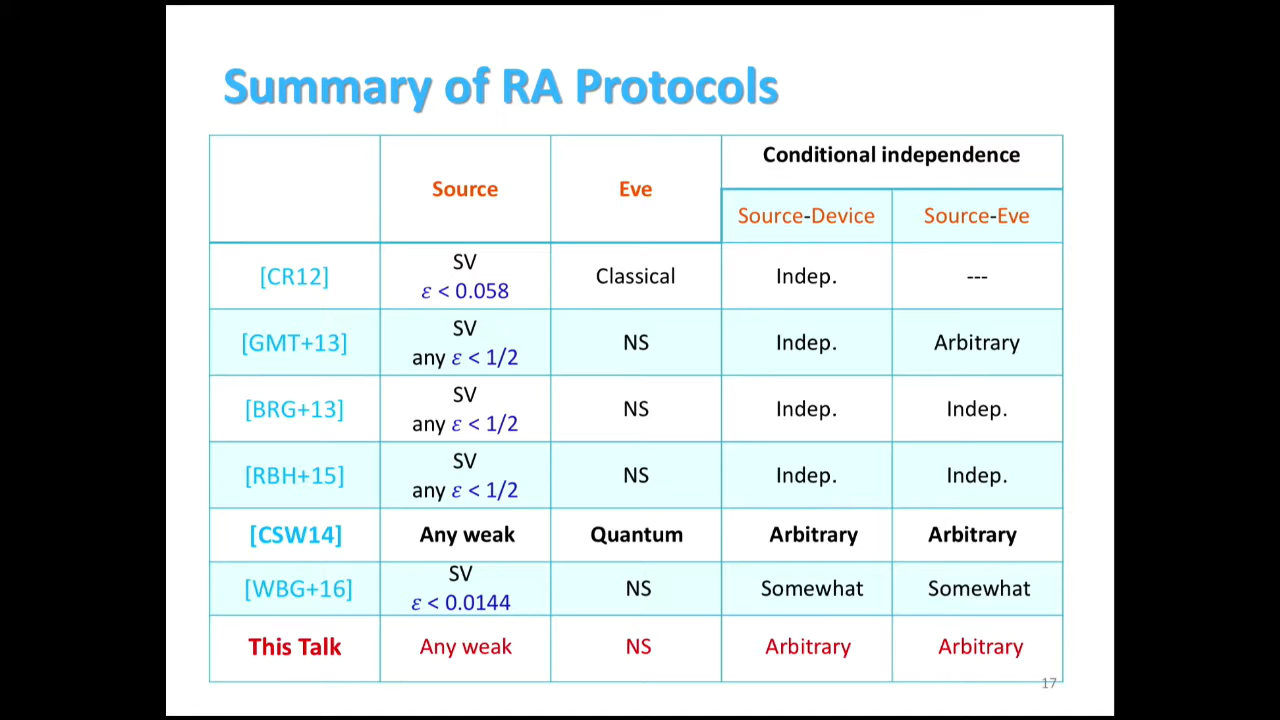 Summary of RA Protocols
Source
Eve
Conditional independence
Source-Device
Source-Eve
[CR12]
SV
ε < 0.058
Classical
Indep.
---
[GMT+13]
SV
any ε < 1/2
NS
Indep.
Arbitrary
[BRG+13]
SV
any ε < 1/2
NS
Indep.
Indep.
[RBH+15]
SV
any ε < 1/2
NS
Indep.
Indep.
[CSW14]
Any weak
Quantum
Arbitrary
Arbitrary
[WBG+16]
SV
ε < 0.0144
NS
Somewhat
Somewhat
This Talk
Any weak
NS
Arbitrary
Arbitrary
17